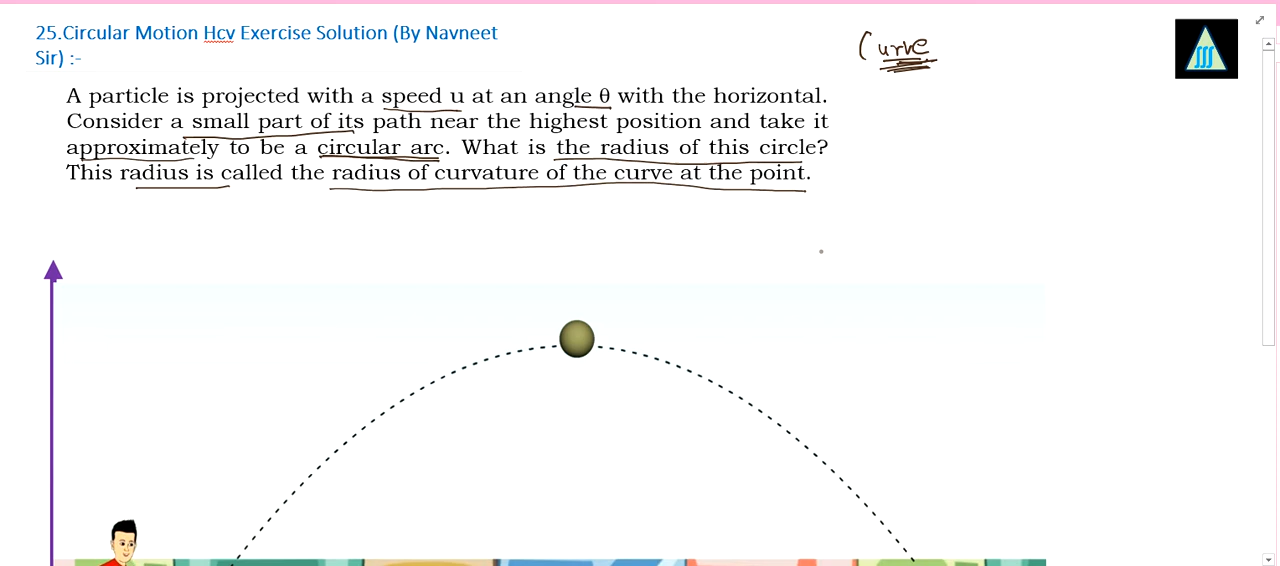 25.Circular Motion Hcv Exercise Solution (By Navneet
Sir) :-
Curve
A particle is projected with a speed u at an angle θ with the horizontal.
Consider a small part of its path near the highest position and take it
approximately to be a circular arc. What is the radius of this circle?
This radius is called the radius of curvature of the curve at the point.